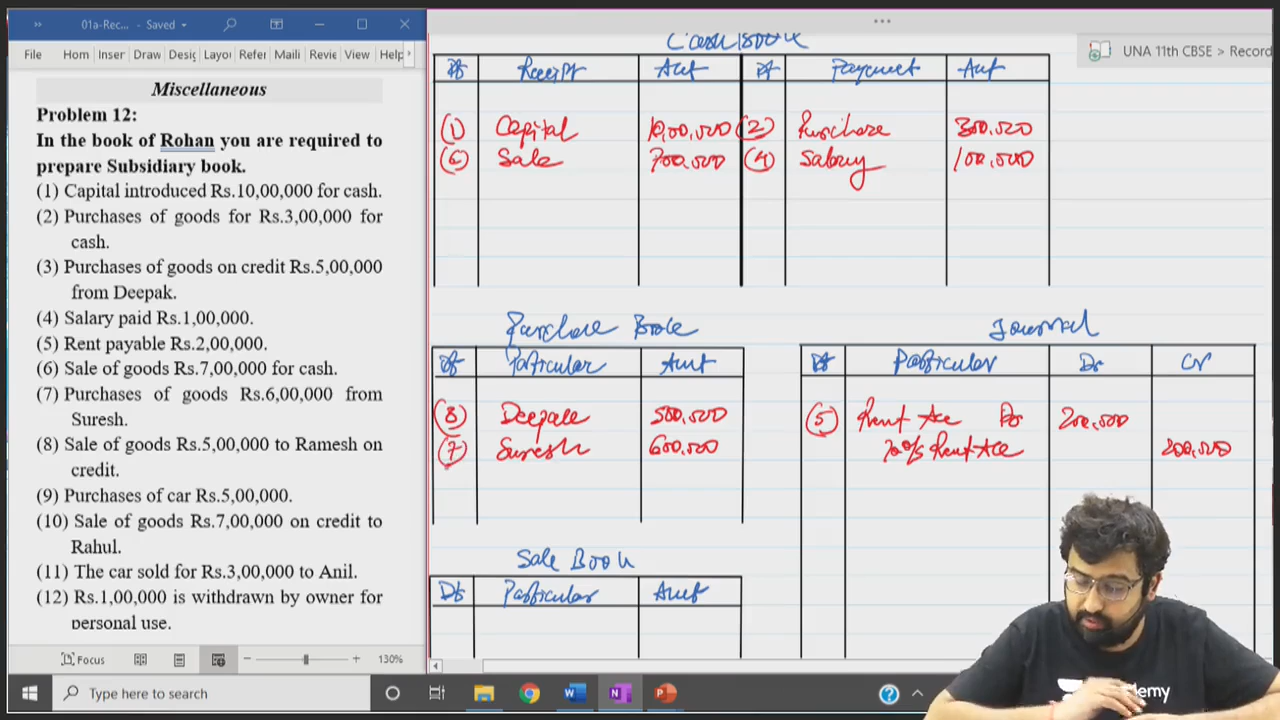 01a-Rec... - Saved
File Hom Inser Draw Desig Layou Refer Maili Revie View Help
Miscellaneous
Problem 12:
In the book of Rohan you are required to
prepare Subsidiary book.
(1) Capital introduced Rs.10,00,000 for cash.
(2) Purchases of goods for Rs.3,00,000 for
cash.
(3) Purchases of goods on credit Rs.5,00,000
from Deepak.
(4) Salary paid Rs.1,00,000.
(5) Rent payable Rs.2,00,000.
(6) Sale of goods Rs.7,00,000 for cash.
(7) Purchases of goods Rs.6,00,000 from
Suresh.
(8) Sale of goods Rs.5,00,000 to Ramesh on
credit.
(9) Purchases of car Rs.5,00,000.
(10) Sale of goods Rs.7,00,000 on credit to
Rahul.
(11) The car sold for Rs.3,00,000 to Anil.
(12) Rs.1,00,000 is withdrawn by owner for
personal use.
Focus
130%
UNA 11th CBSE > Record
Cash Book
Dt Receipt Amt Dt Payment Amt
(1) Capital 10,00,000 (2) Purchase 300,000
(6) Sale 700,000 (4) Salary 100,000
Purchase Book
Dt Particular Amt
(3) Deepak 500,000
(7) Suresh 600,000
Sale Book
Dt Particular Amt
Journal
Dt Particular Dr Cr
(5) Rent Acc Dr 200,000
To o/s Rent Acc 200,000
Type here to search
demy